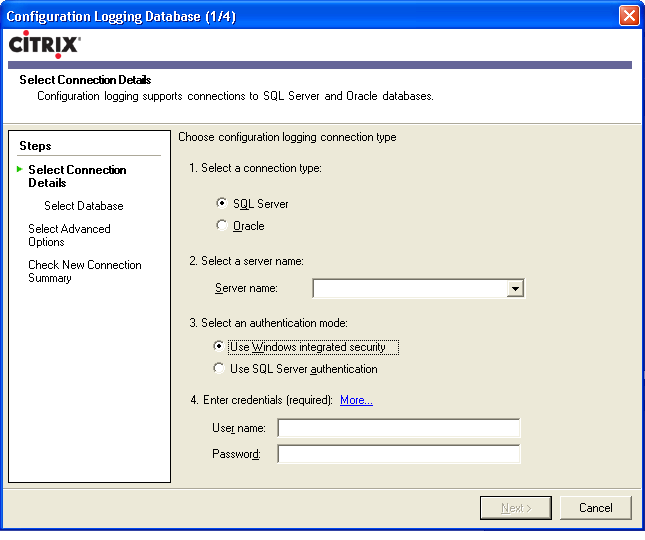 Configuration Logging Database (1/4)
CITRIX®
Select Connection Details
Configuration logging supports connections to SQL Server and Oracle databases.
Steps
Select Connection
Details
Select Database
Select Advanced
Options
Check New Connection
Summary
Choose configuration logging connection type
1. Select a connection type:
SQL Server
Oracle
2. Select a server name:
Server name:
3. Select an authentication mode:
Use Windows integrated security
Use SQL Server authentication
4. Enter credentials (required): More...
User name:
Password:
Next >
Cancel